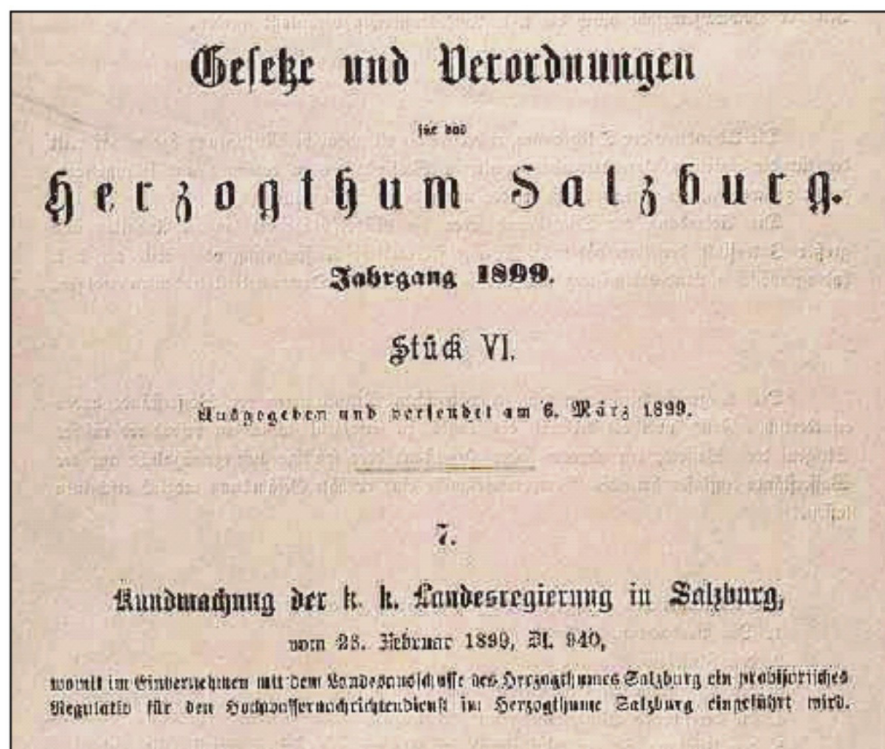 Gesetze und Verordnungen
für das
Herzogthum Salzburg.
Jahrgang 1899.
Stück VI.
Ausgegeben und versendet am 6. März 1899.
7.
Kundmachung der k. k. Landesregierung in Salzburg,
vom 28. Februar 1899, Zl. 940,
womit im Einvernehmen mit dem Landesausschusse des Herzogthumes Salzburg ein provisorisches
Regulativ für den Hochwassernachrichtendienst im Herzogthume Salzburg eingeführt wird.